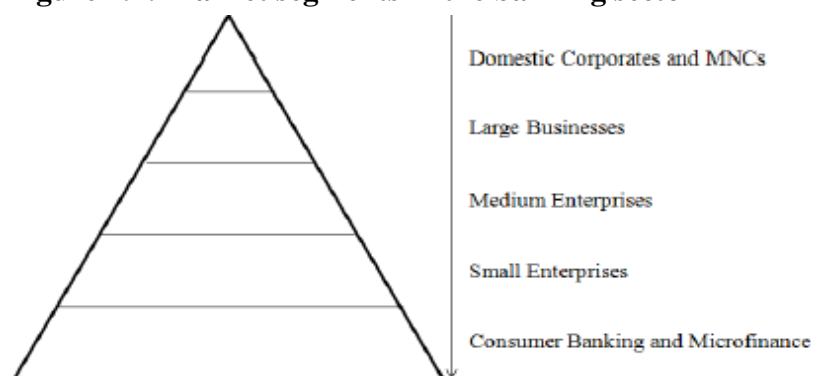 Domestic Corporates and MNCs
Large Businesses
Medium Enterprises
Small Enterprises
Consumer Banking and Microfinance